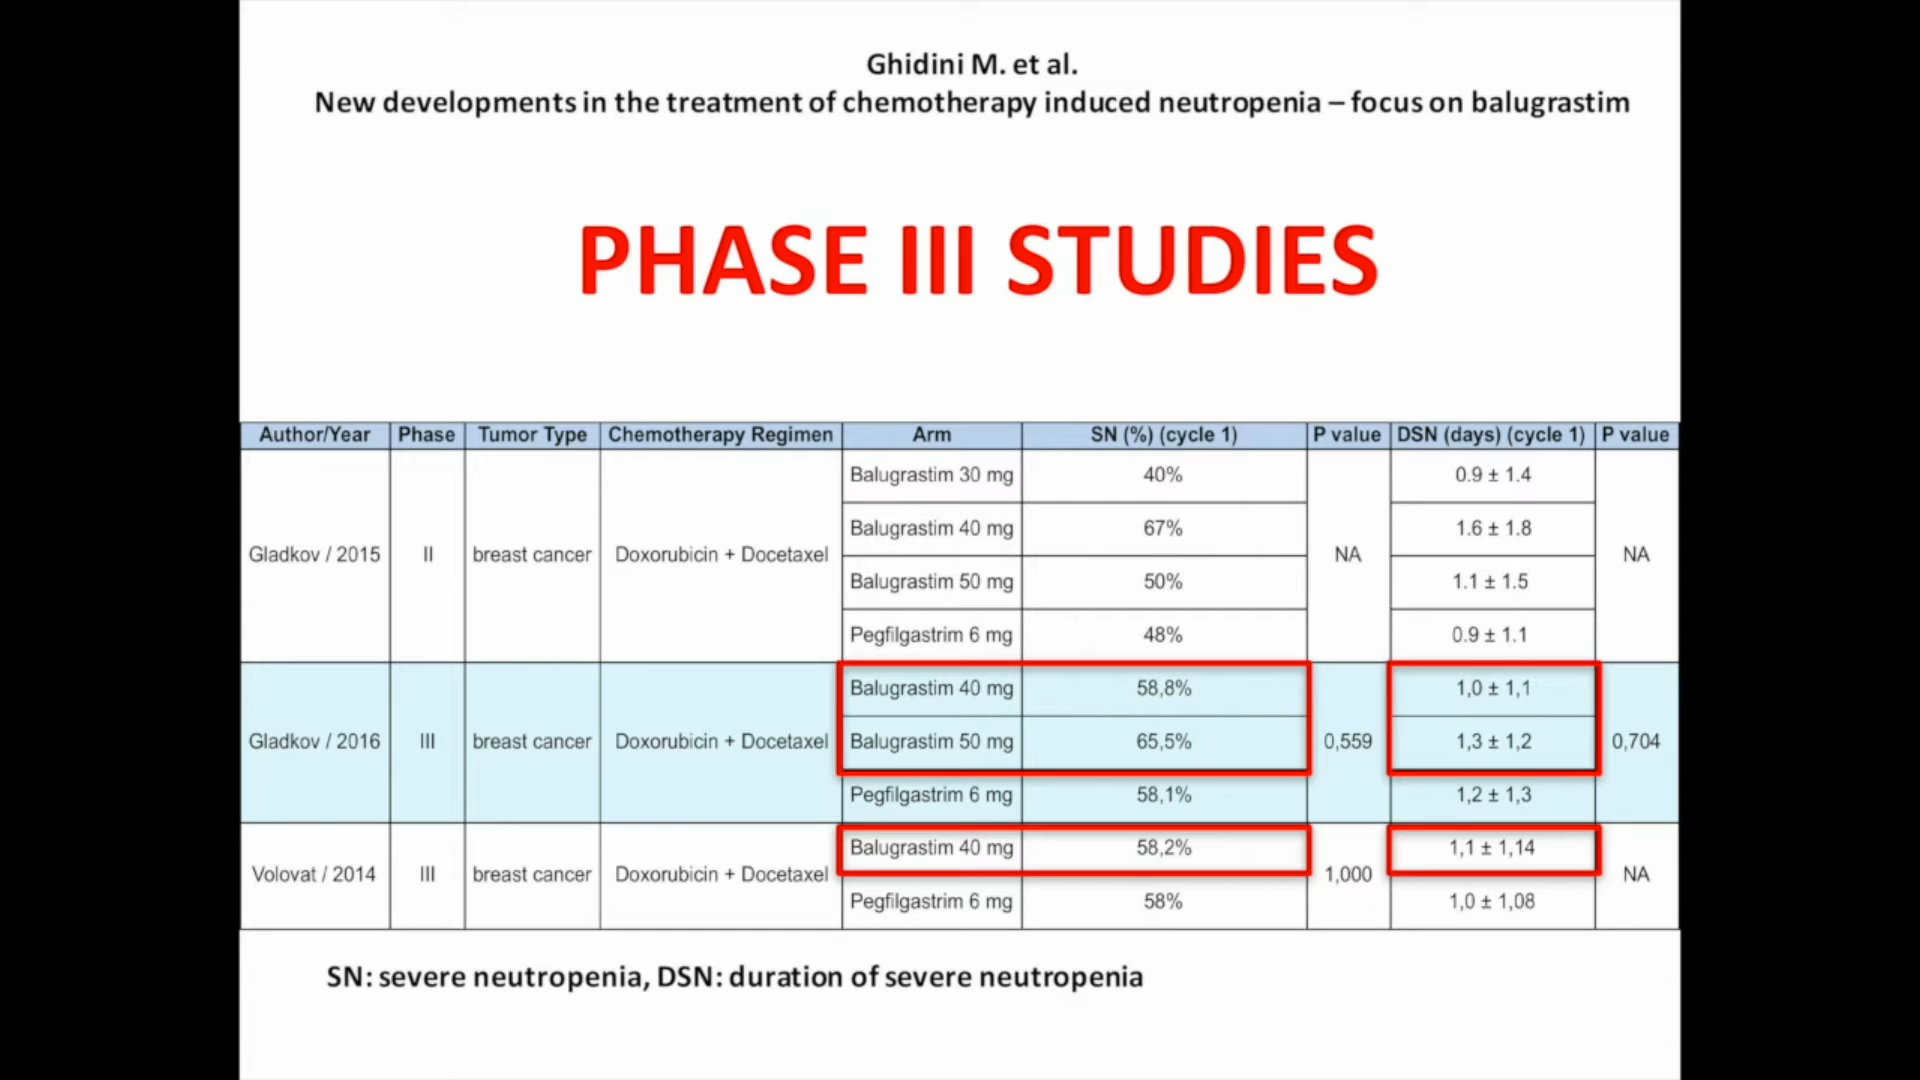 Ghidini M. et al.
New developments in the treatment of chemotherapy induced neutropenia – focus on balugrastim
PHASE III STUDIES
Author/Year Phase Tumor Type Chemotherapy Regimen Arm SN (%) (cycle 1) P value DSN (days) (cycle 1) P value
Balugrastim 30 mg 40% 0.9 ± 1.4
Balugrastim 40 mg 67% 1.6 ± 1.8
Gladkov / 2015 II breast cancer Doxorubicin + Docetaxel NA NA
Balugrastim 50 mg 50% 1.1 ± 1.5
Pegfilgastrim 6 mg 48% 0.9 ± 1.1
Balugrastim 40 mg 58,8% 1,0 ± 1,1
Gladkov / 2016 III breast cancer Doxorubicin + Docetaxel Balugrastim 50 mg 65,5% 0,559 1,3 ± 1,2 0,704
Pegfilgastrim 6 mg 58,1% 1,2 ± 1,3
Balugrastim 40 mg 58,2% 1,1 ± 1,14
Volovat / 2014 III breast cancer Doxorubicin + Docetaxel 1,000 NA
Pegfilgastrim 6 mg 58% 1,0 ± 1,08
SN: severe neutropenia, DSN: duration of severe neutropenia